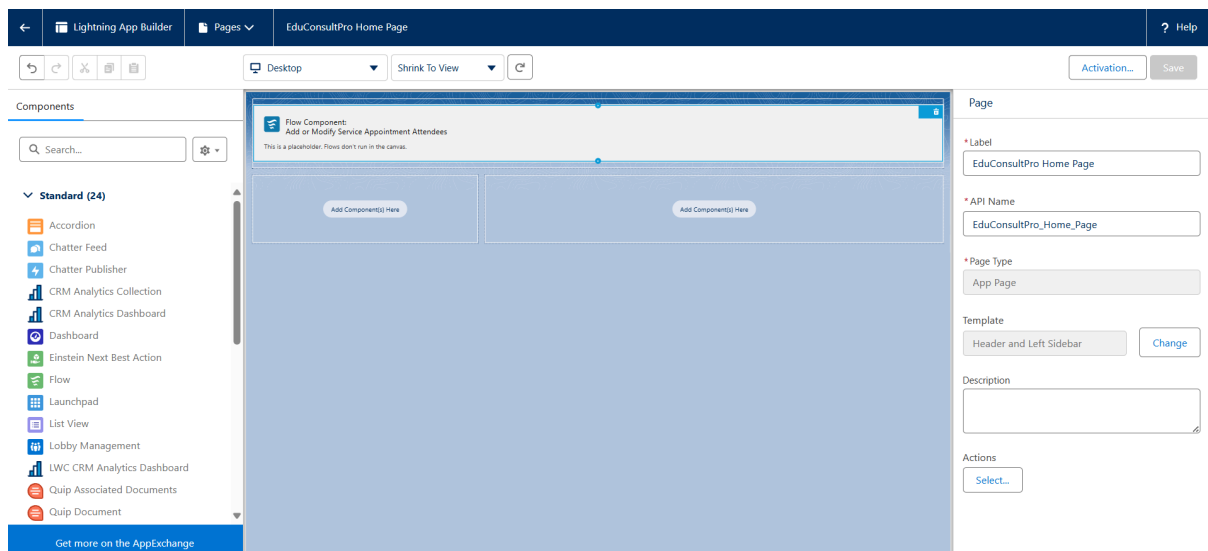 Lightning App Builder
Pages
EduConsultPro Home Page
? Help
Desktop
Shrink To View
Activation...
Save
Components
Search...
Standard (24)
Accordion
Chatter Feed
Chatter Publisher
CRM Analytics Collection
CRM Analytics Dashboard
Dashboard
Einstein Next Best Action
Flow
Launchpad
List View
Lobby Management
LWC CRM Analytics Dashboard
Quip Associated Documents
Quip Document
Get more on the AppExchange
Flow Component:
Add or Modify Service Appointment Attendees
This is a placeholder. Flows don't run in the canvas.
Add Component(s) Here
Add Component(s) Here
Page
*Label
EduConsultPro Home Page
*API Name
EduConsultPro_Home_Page
*Page Type
App Page
Template
Header and Left Sidebar
Change
Description
Actions
Select...